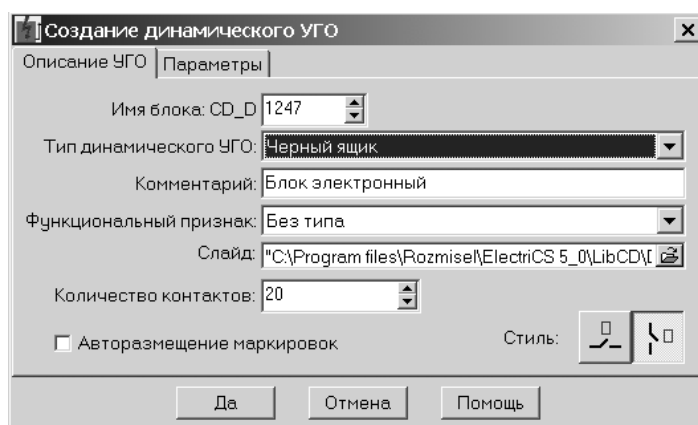 Создание динамического УГО
Описание УГО Параметры
Имя блока: CD_D 1247
Тип динамического УГО: Черный ящик
Комментарий: Блок электронный
Функциональный признак: Без типа
Слайд: "C:\Program files\Rozmisel\ElectriCS 5_0\LibCD\
Количество контактов: 20
Авторазмещение маркировок Стиль:
Да Отмена Помощь